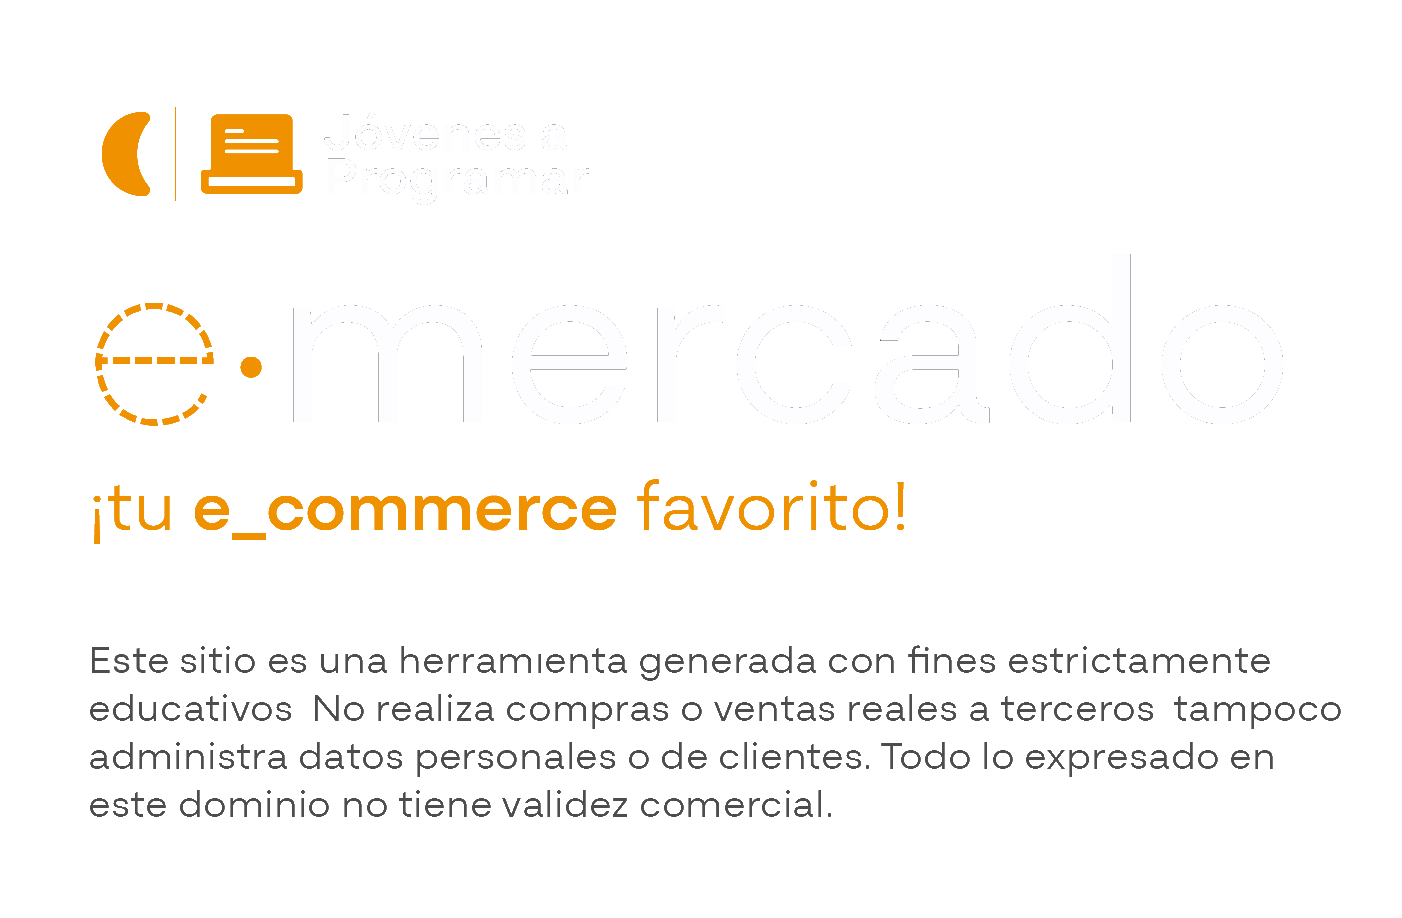 Jóvenes a
Programar
e·mercado
¡tu e_commerce favorito!
Este sitio es una herramıenta generada con fines estrictamente
educativos  No realiza compras o ventas reales a terceros  tampoco
administra datos personales o de clientes. Todo lo expresado en
este dominio no tiene validez comercial.